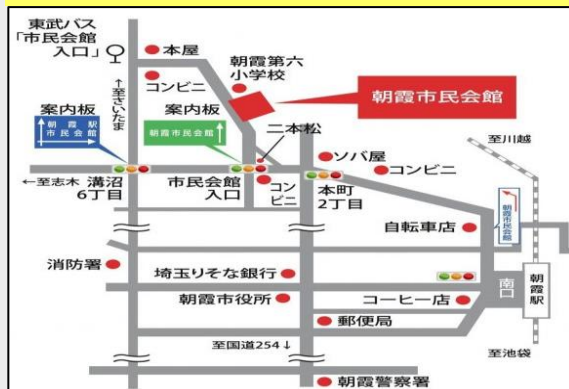 東武バス
「市民会館
入口」
本屋
朝霞第六
小学校
コンビニ
↑至さいたま
朝霞市民会館
案内板
朝霞駅
市民会館
案内板
朝霞市民会館
二本松
至川越
ソバ屋
コンビニ
←至志木
溝沼
6丁目
市民会館
入口
コン
ビニ
本町
2丁目
朝霞市民会館
自転車店
消防署
埼玉りそな銀行
南口
朝霞駅
朝霞市役所
コーヒー店
郵便局
至国道254↓
至池袋
朝霞警察署